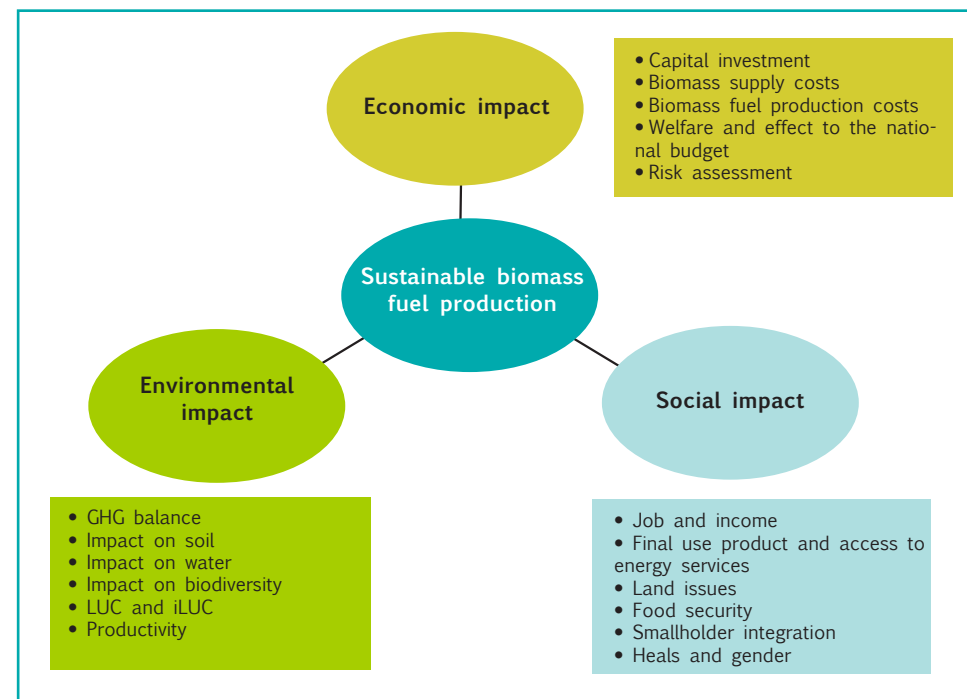 Economic impact
• Capital investment
• Biomass supply costs
• Biomass fuel production costs
• Welfare and effect to the natio-
nal budget
• Risk assessment
Sustainable biomass
fuel production
Environmental
impact
Social impact
• GHG balance
• Impact on soil
• Impact on water
• Impact on biodiversity
• LUC and iLUC
• Productivity
• Job and income
• Final use product and access to
energy services
• Land issues
• Food security
• Smallholder integration
• Heals and gender